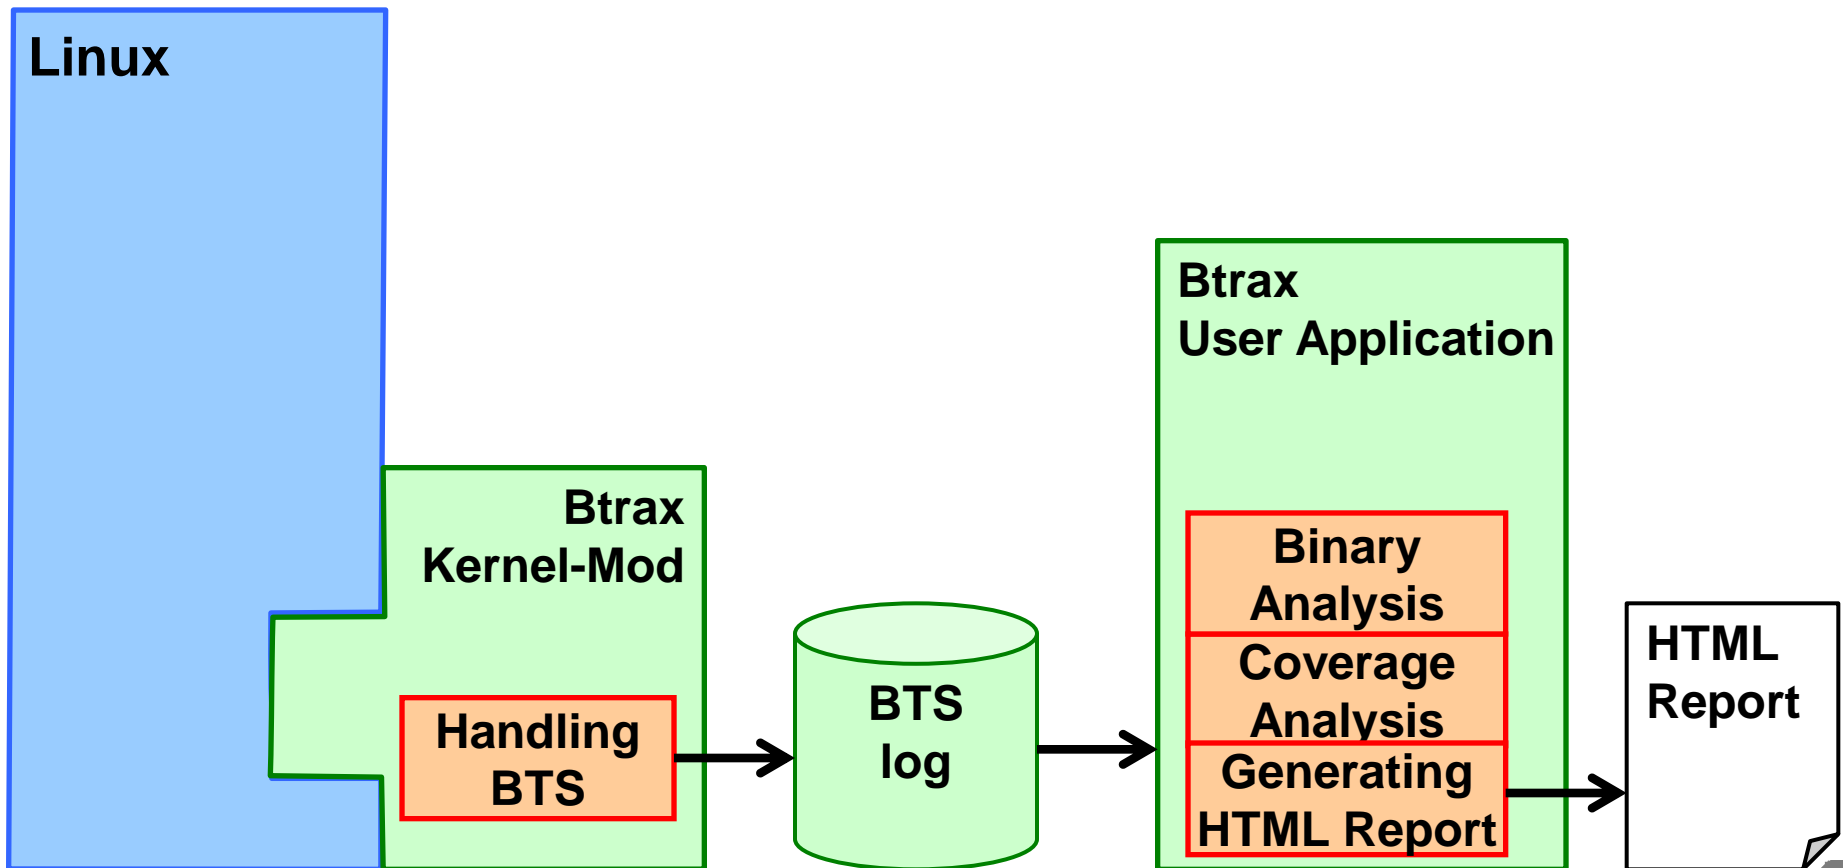 Linux
Btrax
Kernel-Mod
Handling
BTS
BTS
log
Btrax
User Application
Binary
Analysis
Coverage
Analysis
Generating
HTML Report
HTML
Report